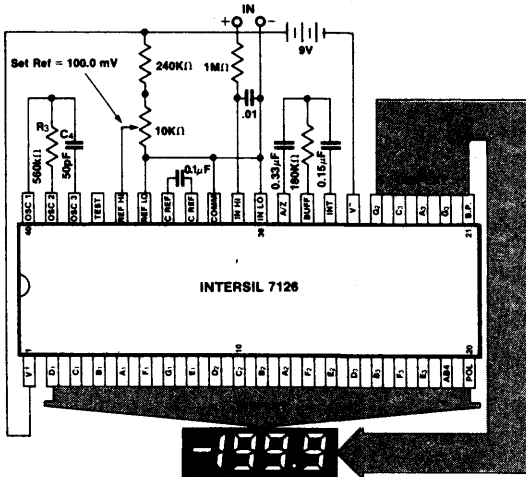 IN
+ -
9V
Set Ref = 100.0 mV
240KΩ
1MΩ
10KΩ
.01
R3
C4
560kΩ
50pF
0.1µF
0.33µF
180KΩ
0.15µF
OSC 1
OSC 2
OSC 3
TEST
REF HI
REF LO
C REF
C REF
COMM
IN HI
IN LO
A/Z
BUFF
INT
V-
G2
C3
A3
G3
B.P.
40
30
21
INTERSIL 7126
1
10
20
V+
D1
C1
B1
A1
F1
G1
E1
D2
C2
B2
A2
F2
E2
D3
B3
F3
E3
AB4
POL
-199.9